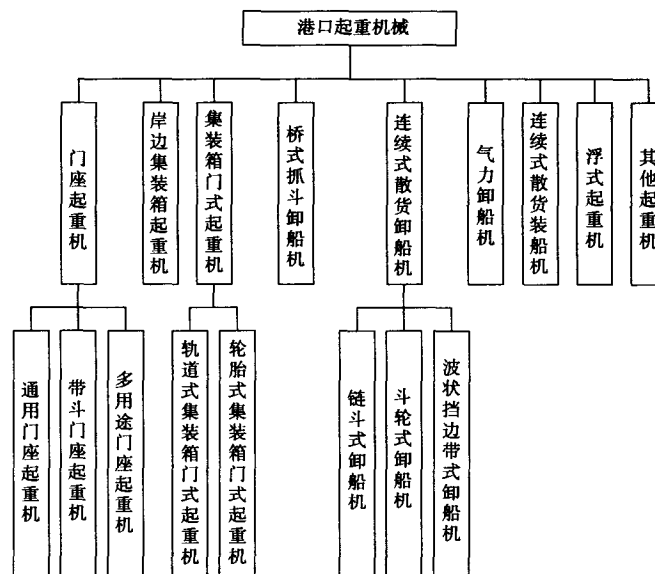 港口起重机械
门座起重机
岸边集装箱起重机
集装箱门式起重机
桥式抓斗卸船机
连续式散货卸船机
气力卸船机
连续式散货装船机
浮式起重机
其他起重机
通用门座起重机
带斗门座起重机
多用途门座起重机
轨道式集装箱门式起重机
轮胎式集装箱门式起重机
链斗式卸船机
斗轮式卸船机
波状挡边带式卸船机